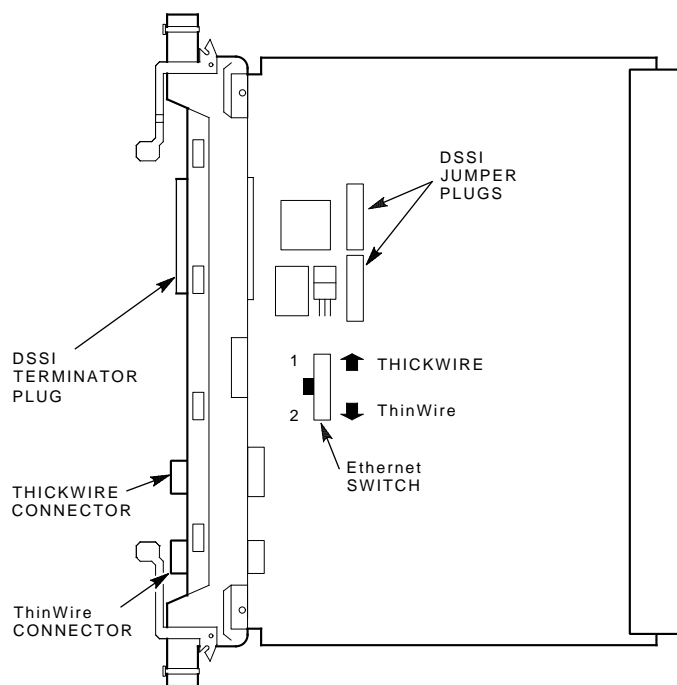 DSSI
JUMPER
PLUGS
DSSI
TERMINATOR
PLUG
1
THICKWIRE
2
ThinWire
Ethernet
SWITCH
THICKWIRE
CONNECTOR
ThinWire
CONNECTOR